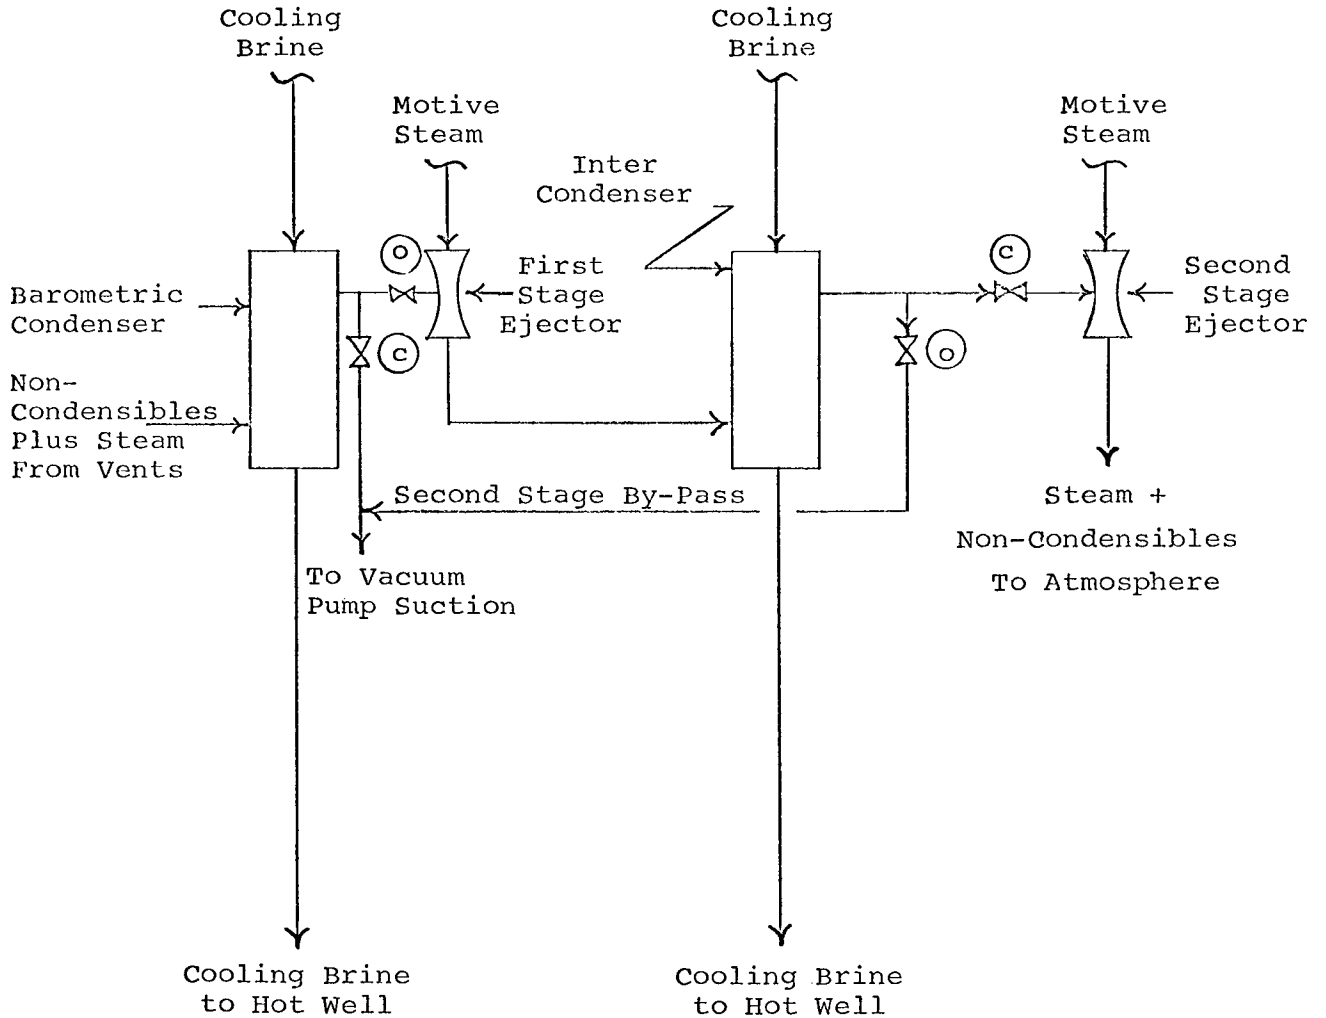 Cooling
Brine
Cooling
Brine
Motive
Steam
Motive
Steam
Inter
Condenser
O
C
First
Stage
Ejector
Second
Stage
Ejector
Barometric
Condenser
C
O
Non-
Condensibles
Plus Steam
From Vents
Second Stage By-Pass
Steam +
Non-Condensibles
To Atmosphere
To Vacuum
Pump Suction
Cooling Brine
to Hot Well
Cooling Brine
to Hot Well